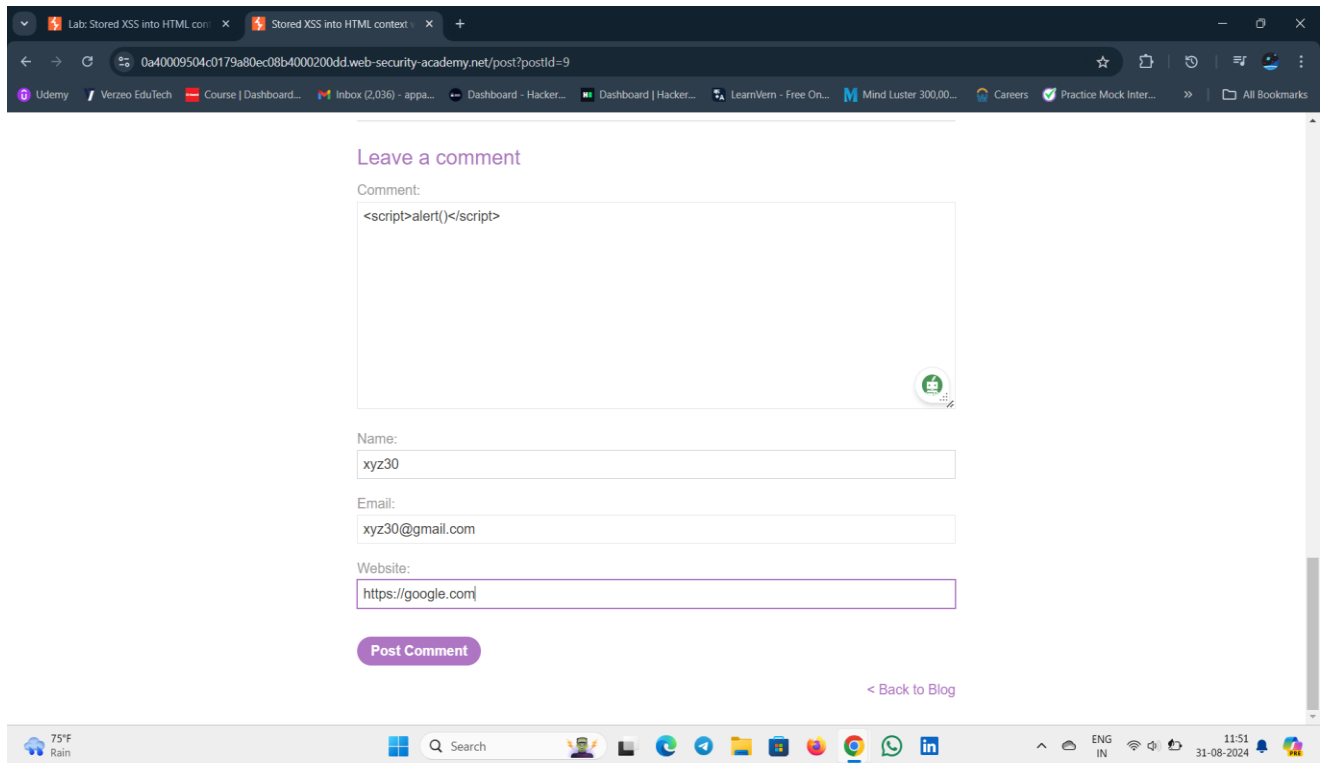 Lab: Stored XSS into HTML con
Stored XSS into HTML context
0a40009504c0179a80ec08b4000200dd.web-security-academy.net/post?postId=9
Udemy Verzeo EduTech Course | Dashboard... Inbox (2,036) - appa... Dashboard - Hacker... Dashboard | Hacker... LearnVern - Free On... Mind Luster 300,00... Careers Practice Mock Inter... » All Bookmarks
Leave a comment
Comment:
<script>alert()</script>
Name:
xyz30
Email:
xyz30@gmail.com
Website:
https://google.com
Post Comment
< Back to Blog
75°F
Rain
Search
ENG
IN
11:51
31-08-2024
PRE